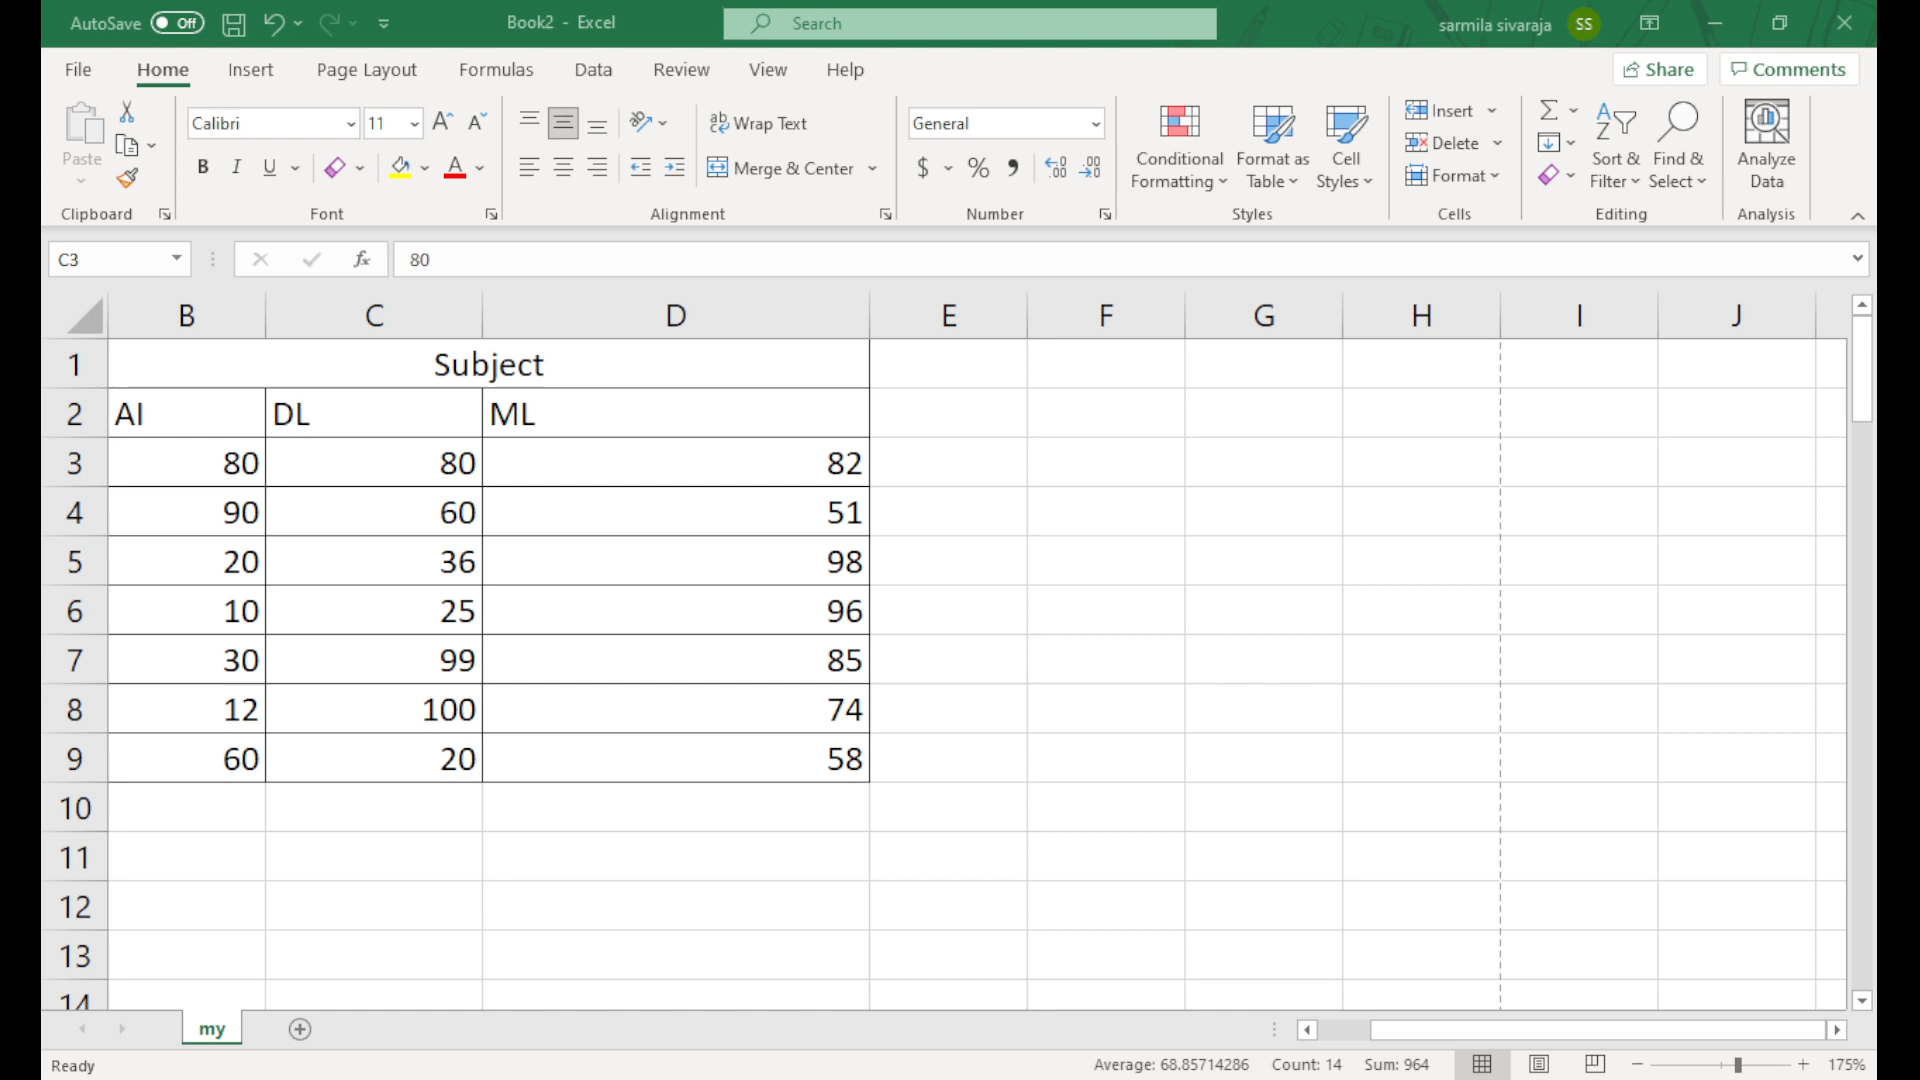 AutoSave Off Book2 - Excel Search sarmila sivaraja SS
File Home Insert Page Layout Formulas Data Review View Help Share Comments
Paste Calibri 11 A A ab Wrap Text General Insert
B I U A Merge & Center $ % , Conditional Formatting Format as Table Cell Styles Delete Format Sort & Filter Find & Select Analyze Data
Clipboard Font Alignment Number Styles Cells Editing Analysis
C3 fx 80
B C D E F G H I J
1 Subject
2 AI DL ML
3 80 80 82
4 90 60 51
5 20 36 98
6 10 25 96
7 30 99 85
8 12 100 74
9 60 20 58
10
11
12
13
14
my
Ready Average: 68.85714286 Count: 14 Sum: 964 175%